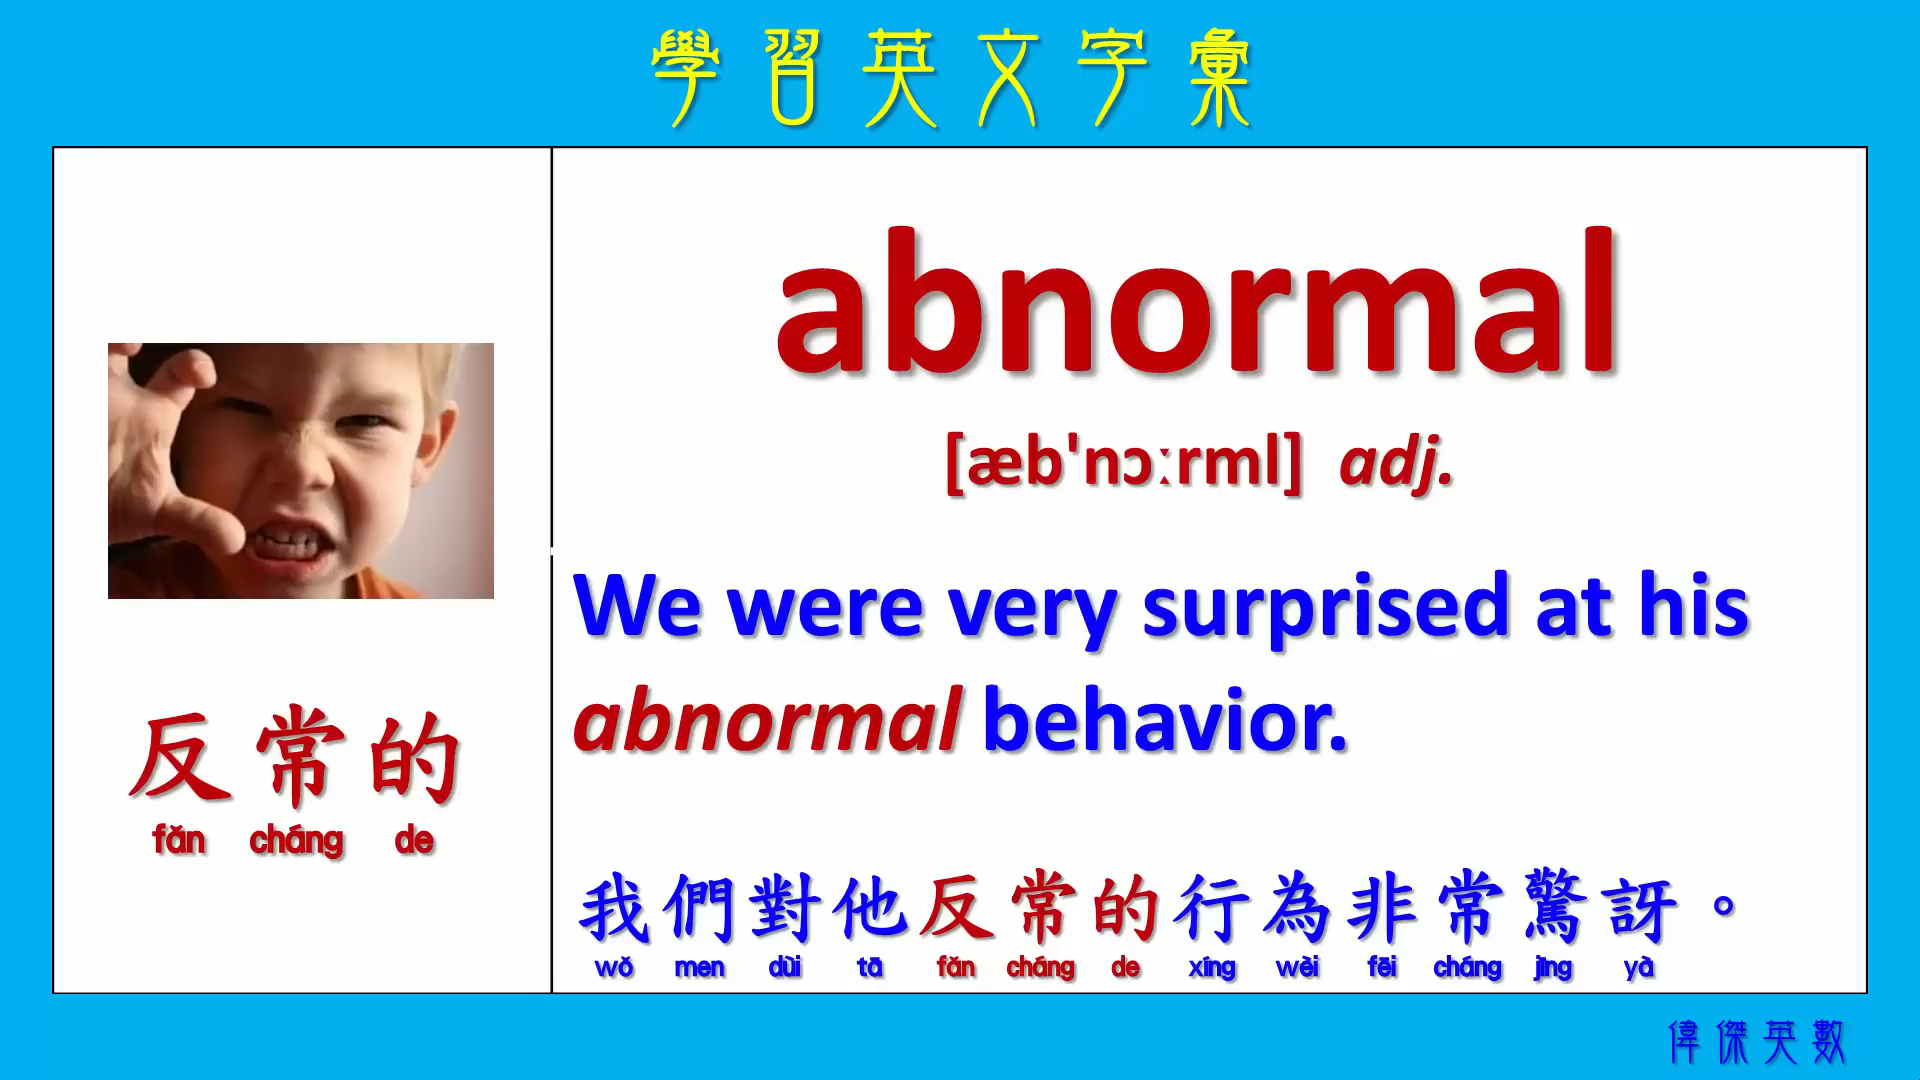 學習英文字彙
反常的
fǎn cháng de
abnormal
[æb'nɔːrml] adj.
We were very surprised at his
abnormal behavior.
我們對他反常的行為非常驚訝。
wǒ men dùi tā fǎn cháng de xíng wèi fēi cháng jīng yà
偉傑英數